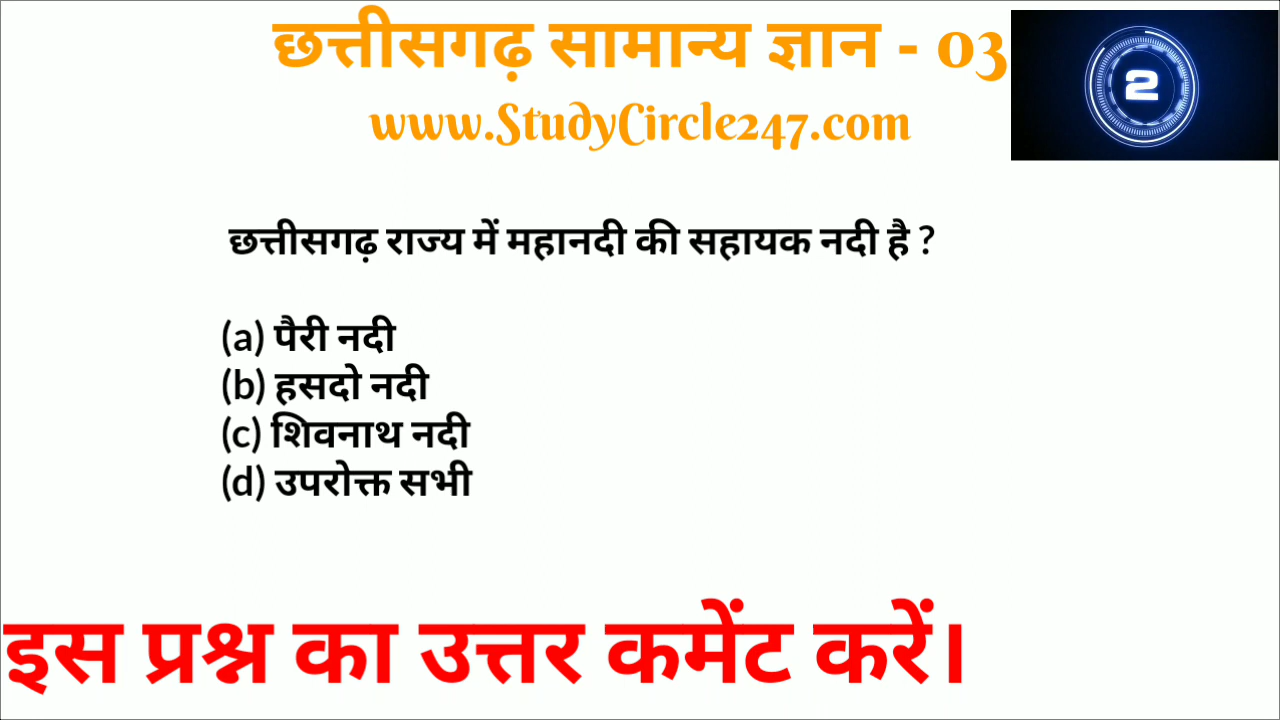 छत्तीसगढ़ सामान्य ज्ञान - 03
2
www.StudyCircle247.com
छत्तीसगढ़ राज्य में महानदी की सहायक नदी है ?
(a) पैरी नदी
(b) हसदो नदी
(c) शिवनाथ नदी
(d) उपरोक्त सभी
इस प्रश्न का उत्तर कमेंट करें।